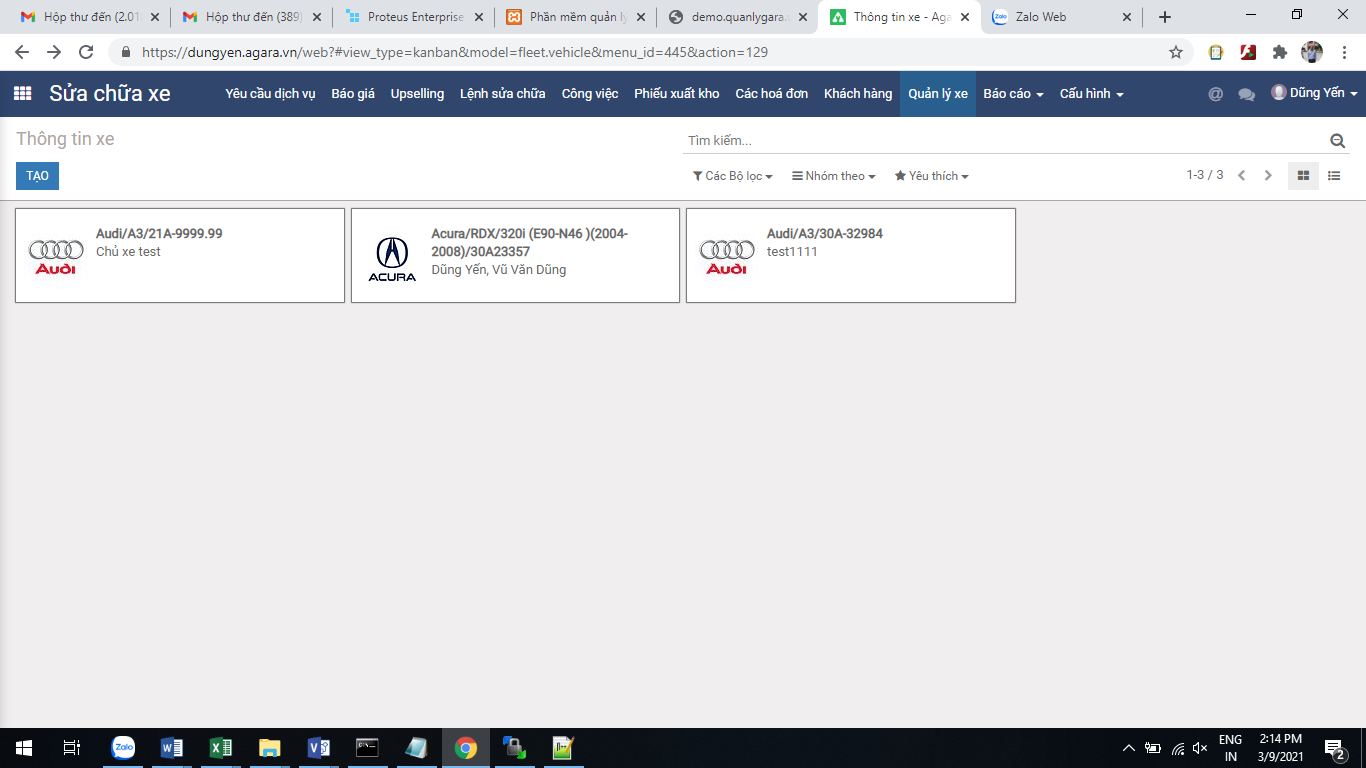 Hộp thư đến (2.01
Hộp thư đến (389)
Proteus Enterprise
Phần mềm quản lý
demo.quanlygara.
Thông tin xe - Aga
Zalo Web
https://dungyen.agara.vn/web?#view_type=kanban&model=fleet.vehicle&menu_id=445&action=129
Sửa chữa xe
Yêu cầu dịch vụ
Báo giá
Upselling
Lệnh sửa chữa
Công việc
Phiếu xuất kho
Các hoá đơn
Khách hàng
Quản lý xe
Báo cáo
Cấu hình
Dũng Yến
Thông tin xe
Tìm kiếm...
TẠO
Các Bộ lọc
Nhóm theo
Yêu thích
1-3 / 3
Audi
Audi/A3/21A-9999.99
Chủ xe test
ACURA
Acura/RDX/320i (E90-N46 )(2004-
2008)/30A23357
Dũng Yến, Vũ Văn Dũng
Audi
Audi/A3/30A-32984
test1111
Zalo
ENG
IN
2:14 PM
3/9/2021
2